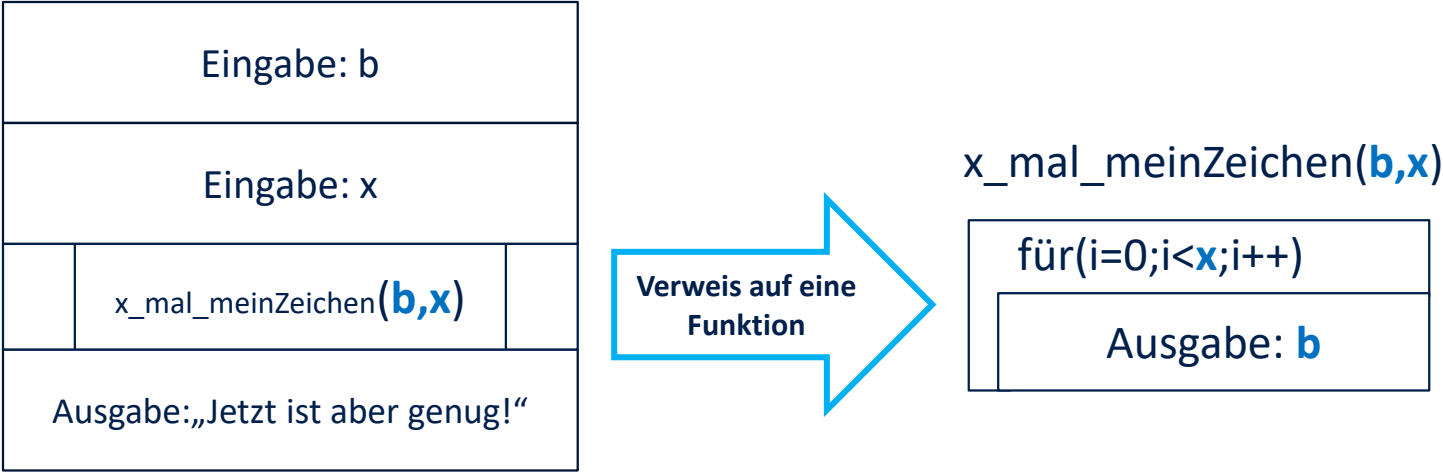 Eingabe: b
Eingabe: x
x_mal_meinZeichen(b,x)
Ausgabe:„Jetzt ist aber genug!“
Verweis auf eine
Funktion
x_mal_meinZeichen(b,x)
für(i=0;i<x;i++)
Ausgabe: b